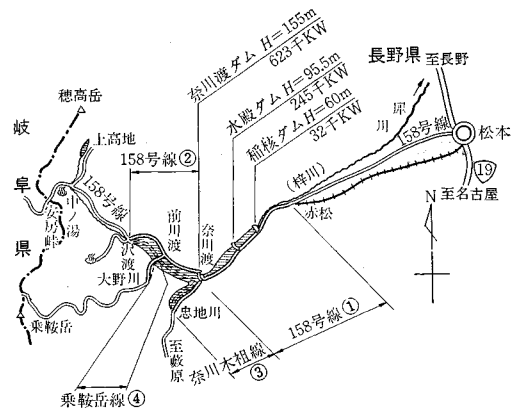 奈川渡ダム H=155m
623千KW
水殿ダム H=95.5m
245千KW
稲核ダム H=60m
32千KW
長野県
至長野
穂高岳
岐阜県
上高地
158号線②
犀川
158号線
松本
19
至名古屋
(梓川)
赤松
N
158号線
中ノ湯
安房峠
前川渡
奈川渡
沢渡
大野川
乗鞍岳
忠地川
至藪原
158号線①
奈川木祖線
③
乗鞍岳線④